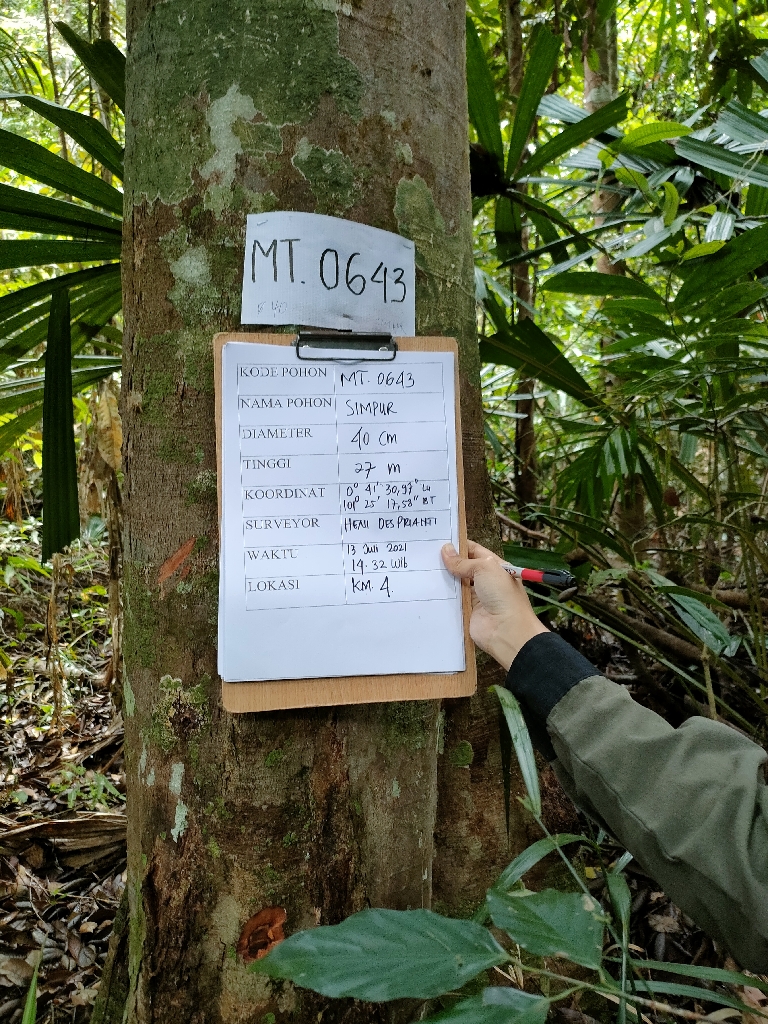 MT. 0643
KODE POHON MT. 0643
NAMA POHON SIMPUR
DIAMETER 40 cm
TINGGI 27 m
KOORDINAT 0° 41' 30,97" LU
101° 25' 17,58" BT
SURVEYOR HENI DESPRIANTI
WAKTU 13 Juli 2021
14.32 Wib
LOKASI KM. 4